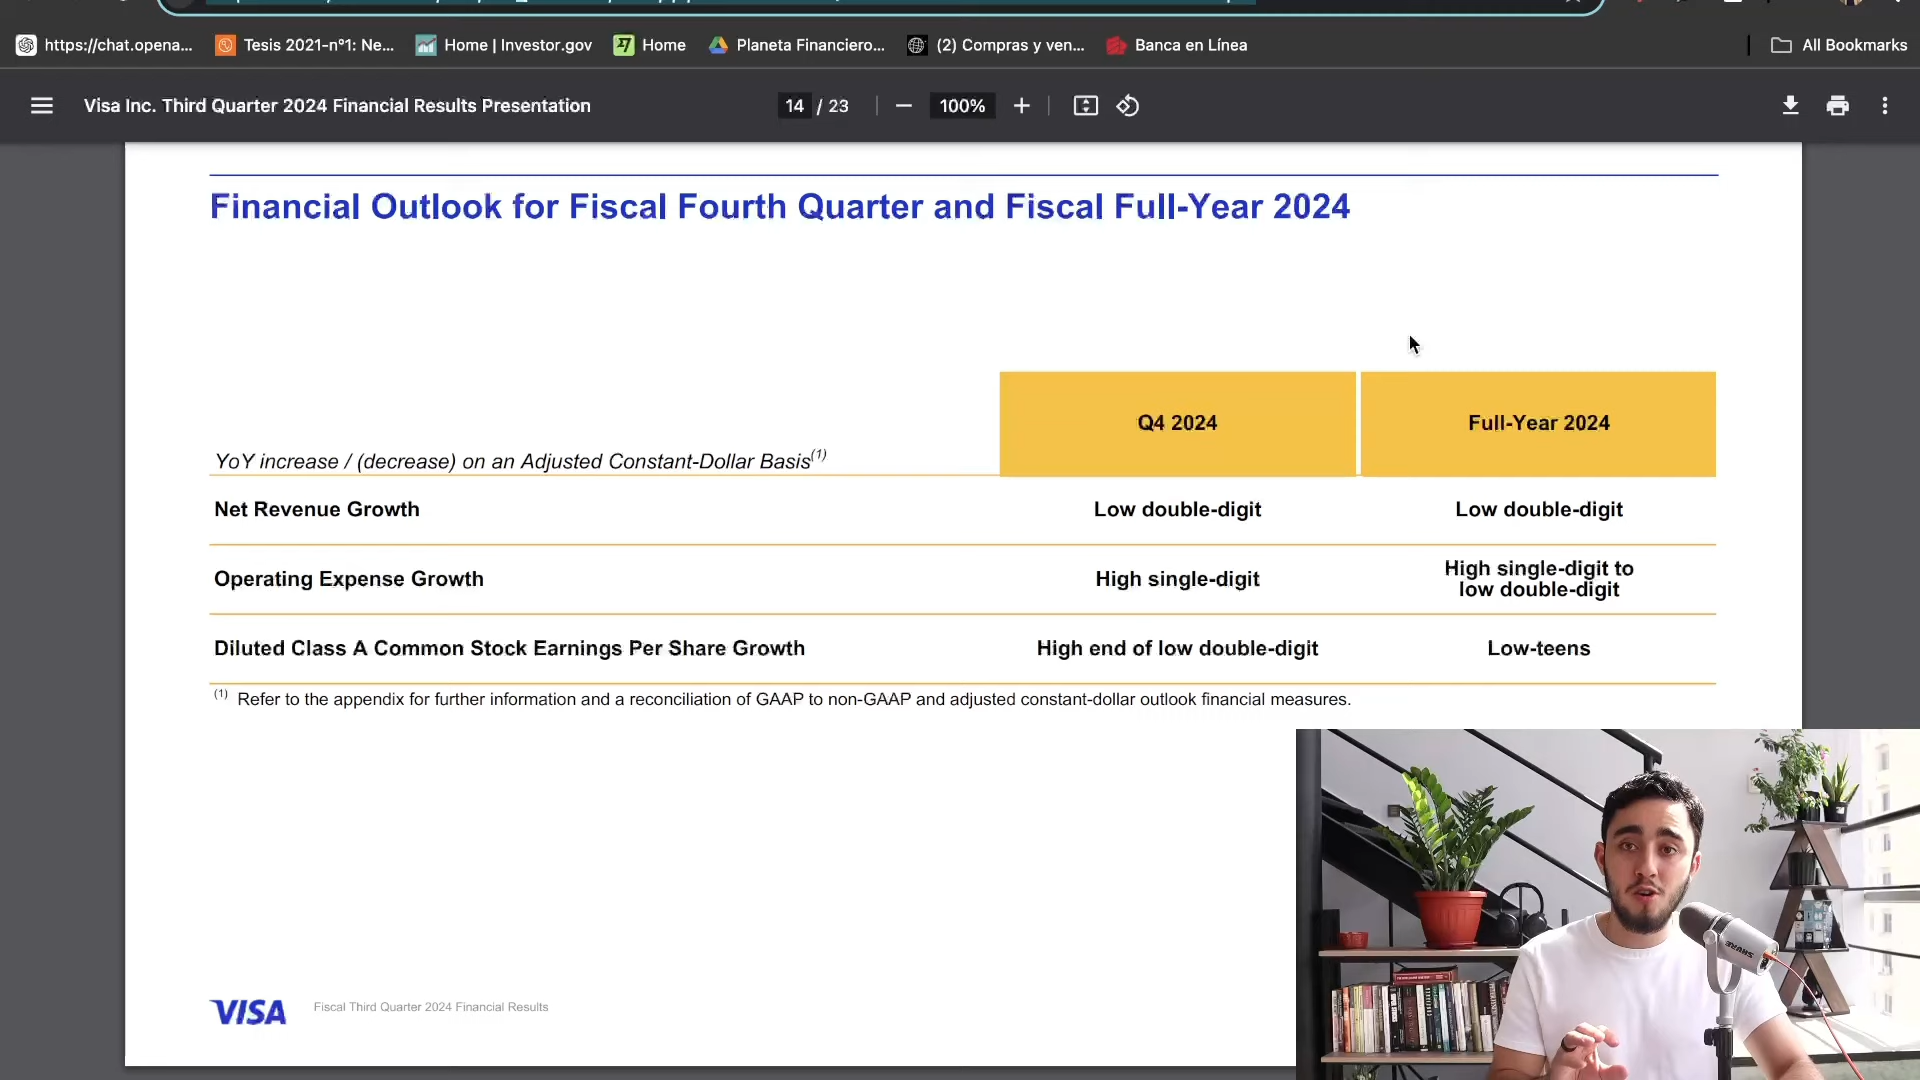 https://chat.opena... Tesis 2021-nº1: Ne... Home | Investor.gov Home Planeta Financiero... (2) Compras y ven... Banca en Línea All Bookmarks
Visa Inc. Third Quarter 2024 Financial Results Presentation 14 / 23 100%
Financial Outlook for Fiscal Fourth Quarter and Fiscal Full-Year 2024
Q4 2024 Full-Year 2024
YoY increase / (decrease) on an Adjusted Constant-Dollar Basis(1)
Net Revenue Growth Low double-digit Low double-digit
Operating Expense Growth High single-digit High single-digit to
low double-digit
Diluted Class A Common Stock Earnings Per Share Growth High end of low double-digit Low-teens
(1) Refer to the appendix for further information and a reconciliation of GAAP to non-GAAP and adjusted constant-dollar outlook financial measures.
VISA Fiscal Third Quarter 2024 Financial Results
SHURE